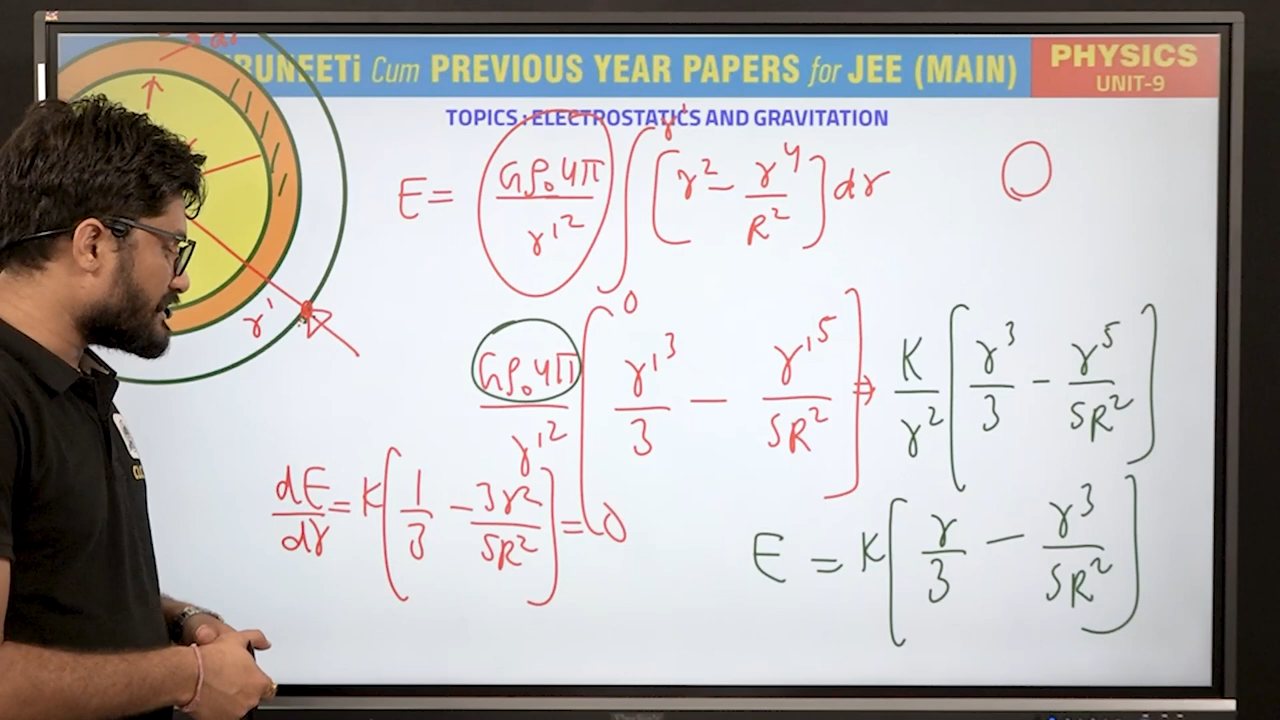 BUNEETi Cum PREVIOUS YEAR PAPERS for JEE (MAIN)
PHYSICS
UNIT-9
TOPICS : ELECTROSTATICS AND GRAVITATION
E = Gρ₀4π/r'² ∫₀^r' [r² - r⁴/R²] dr
Gρ₀4π/r'² [r'³/3 - r'⁵/5R²] ⇒ K/r² [r³/3 - r⁵/5R²]
r'
dE/dr = K[1/3 - 3r²/5R²] = 0
E = K[r/3 - r³/5R²]